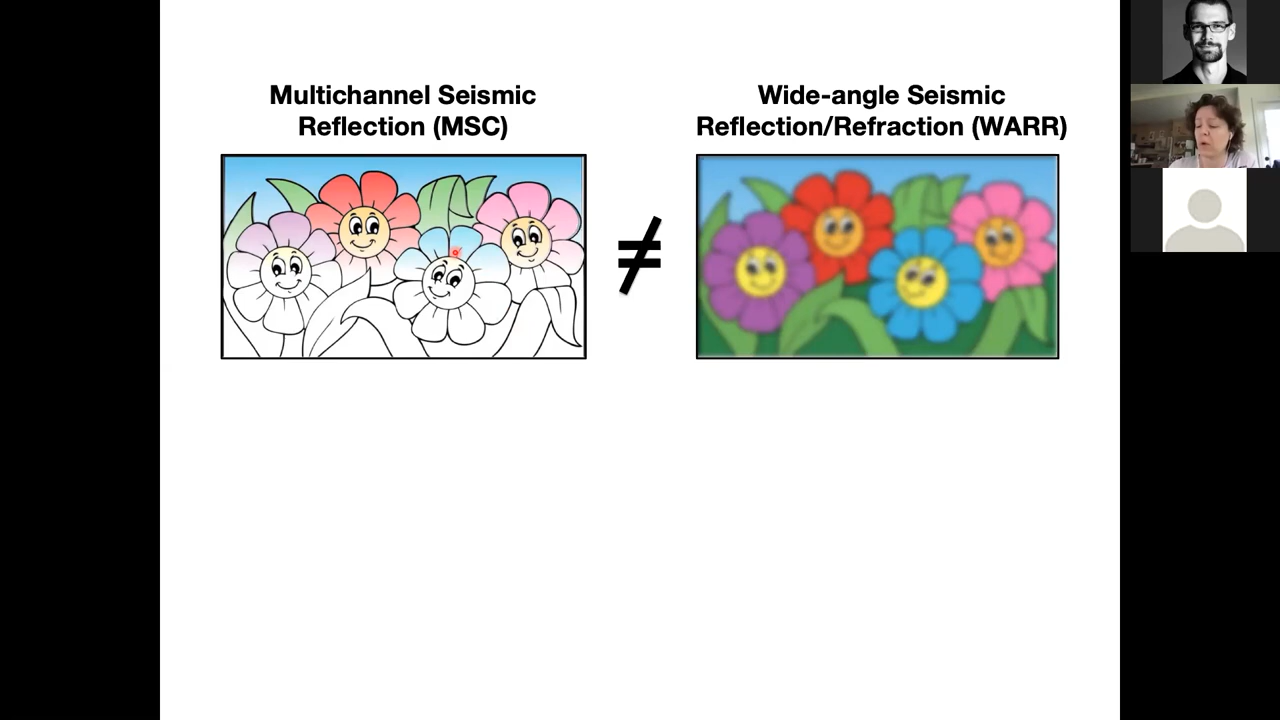 Multichannel Seismic
Reflection (MSC)
Wide-angle Seismic
Reflection/Refraction (WARR)
≠